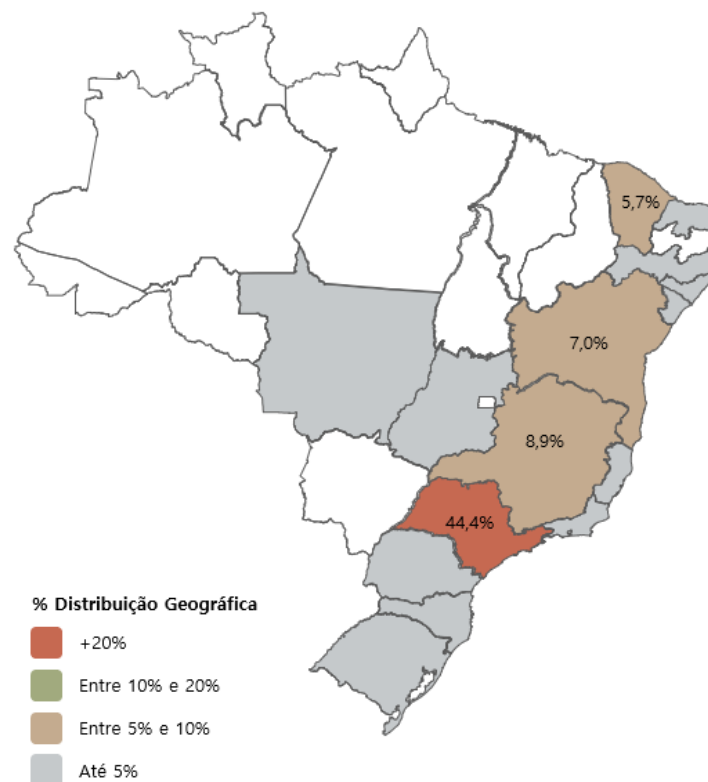 5,7%
7,0%
8,9%
44,4%
% Distribuição Geográfica
+20%
Entre 10% e 20%
Entre 5% e 10%
Até 5%